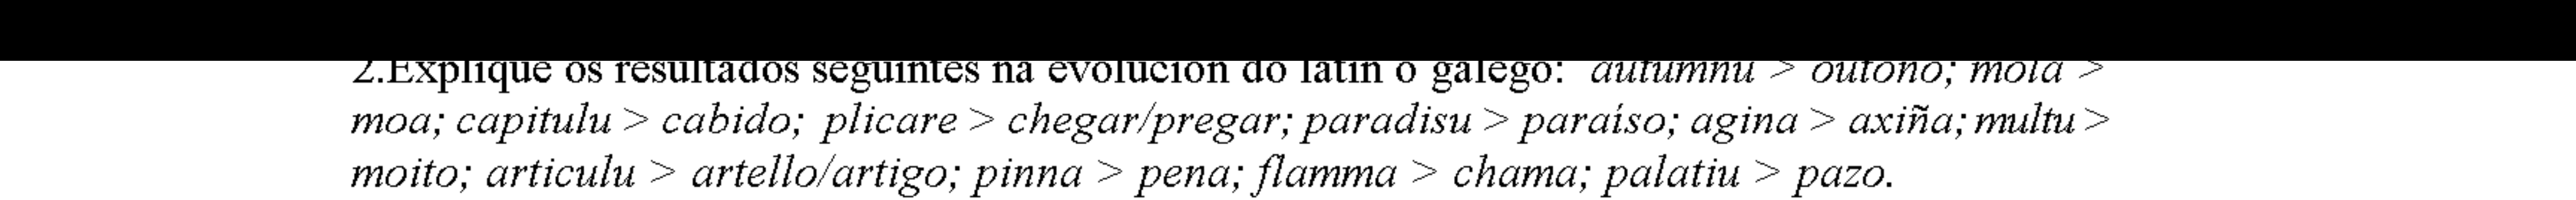 2.Explique os resultados seguintes na evolución do latín ó galego: autumnu > outono; mola >
moa; capitulu > cabido; plicare > chegar/pregar; paradisu > paraíso; agina > axiña; multu >
moito; articulu > artello/artigo; pinna > pena; flamma > chama; palatiu > pazo.